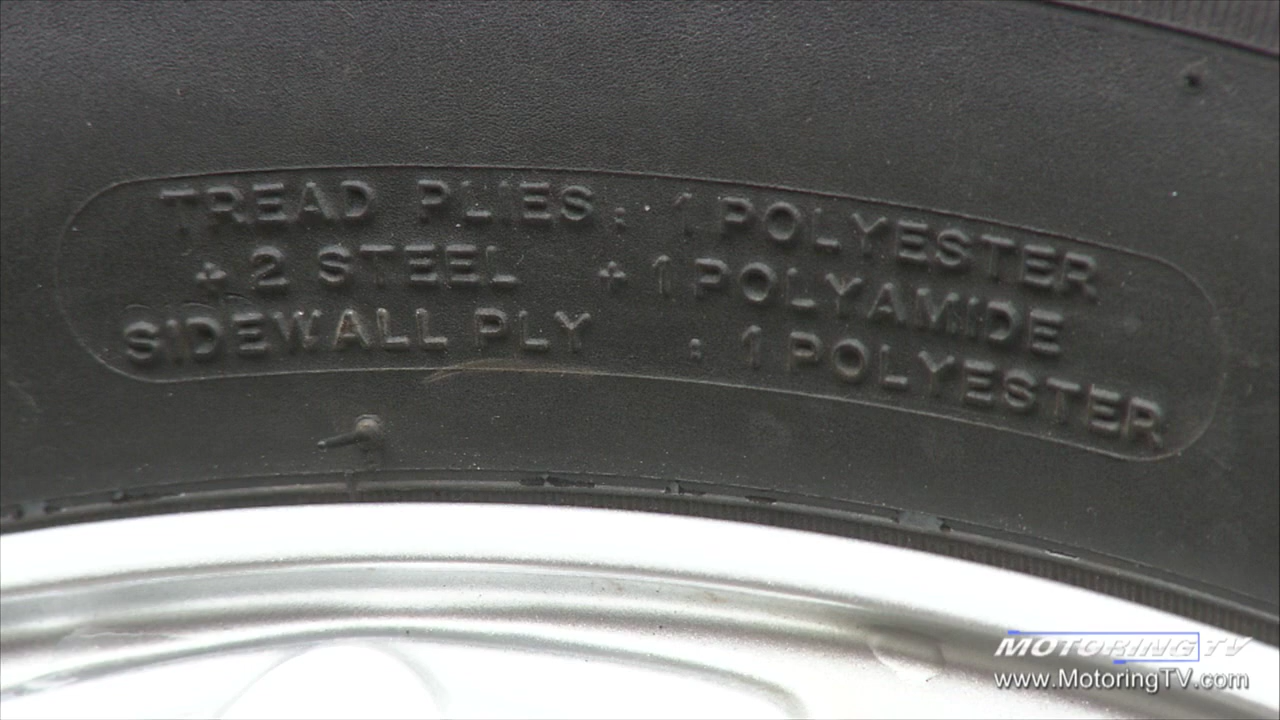 TREAD PLIES : 1 POLYESTER
+ 2 STEEL + 1 POLYAMIDE
SIDEWALL PLY : 1 POLYESTER
MOTORING TV
www.MotoringTV.com